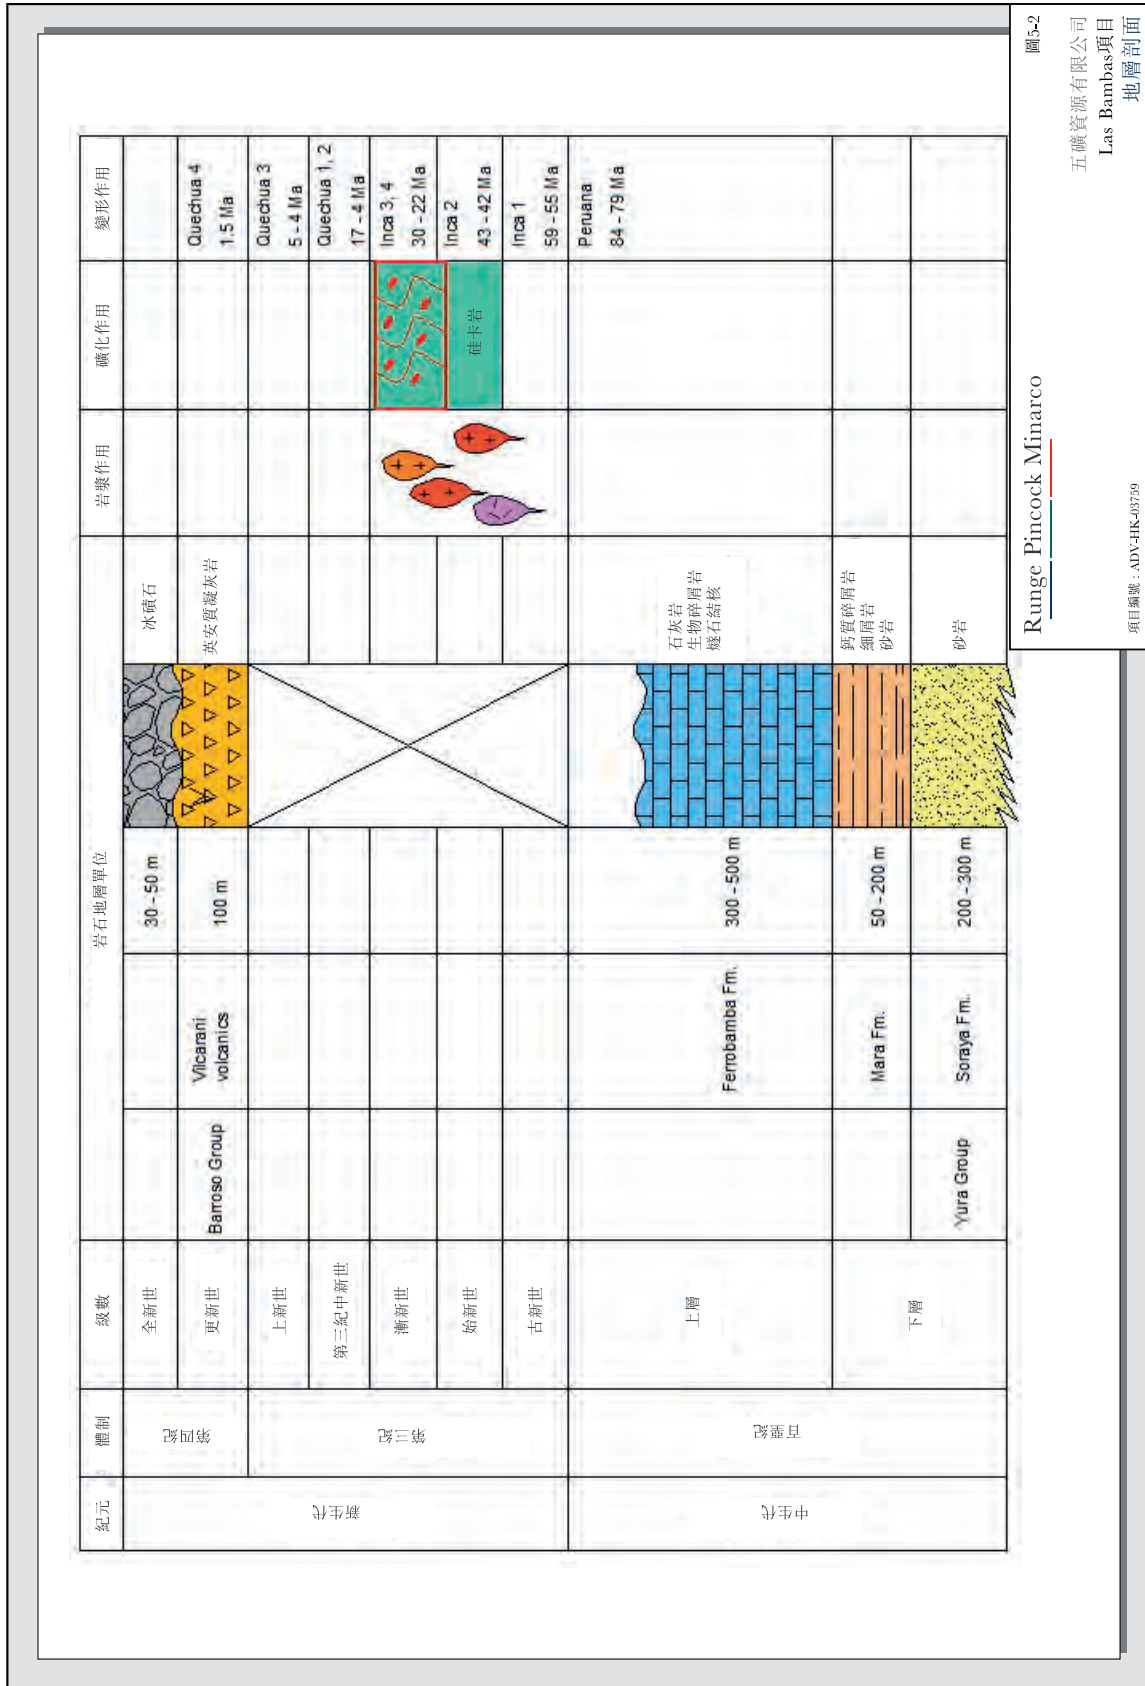 紀元 體制 級數 岩石地層單位 岩漿作用 礦化作用 變形作用
新生代
第四紀
全新世 30 - 50 m 冰磧石
更新世 Barroso Group Vilcarani volcanics 100 m 英安質凝灰岩 Quechua 4 1.5 Ma
第三紀
上新世 Quechua 3 5 - 4 Ma
第三紀中新世 Quechua 1, 2 17 - 4 Ma
漸新世 Inca 3, 4 30 - 22 Ma
始新世 硅卡岩 Inca 2 43 - 42 Ma
古新世 Inca 1 59 - 55 Ma
中生代
白堊紀
上層 Ferrobamba Fm. 300 - 500 m 石灰岩 生物碎屑岩 燧石結核 Peruana 84 - 79 Ma
下層 Mara Fm. 50 - 200 m 鈣質碎屑岩 細屑岩 砂岩
Yura Group Soraya Fm. 200 - 300 m 砂岩
Runge Pincock Minarco
項目編號：ADV-HK-03759
圖5-2
五礦資源有限公司
Las Bambas項目
地層剖面